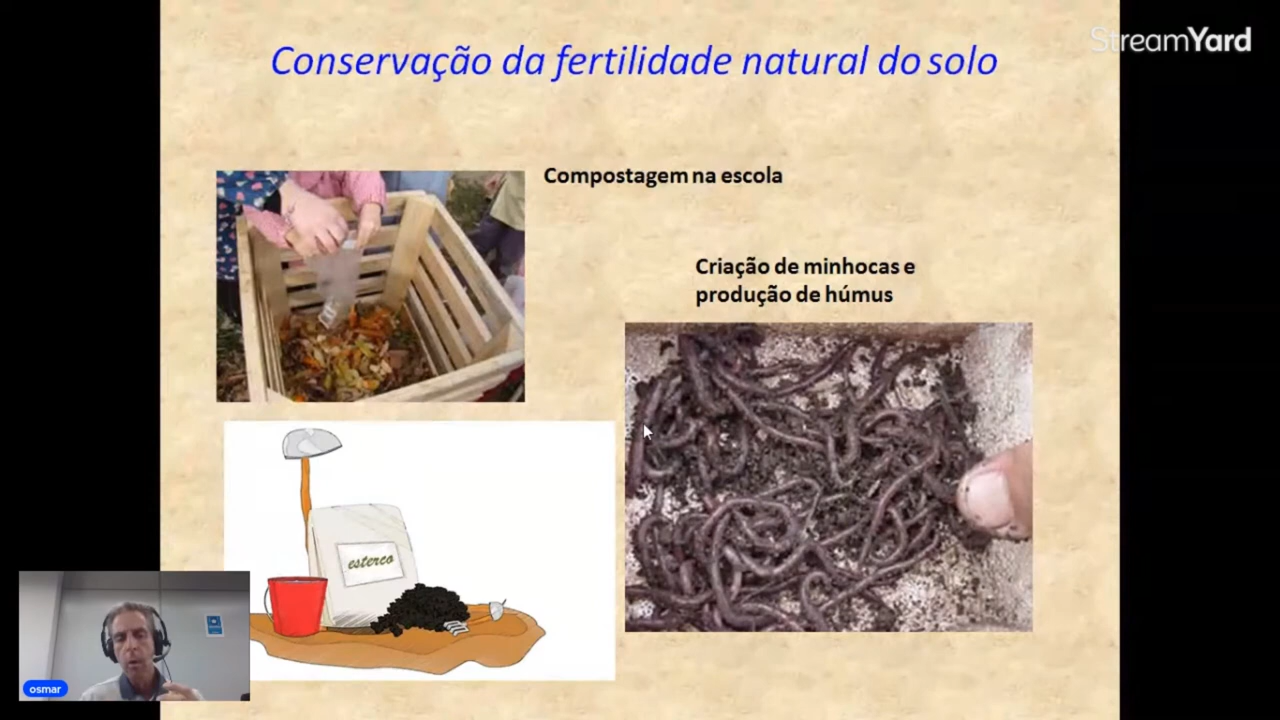 StreamYard
Conservação da fertilidade natural do solo
Compostagem na escola
Criação de minhocas e
produção de húmus
esterco
osmar